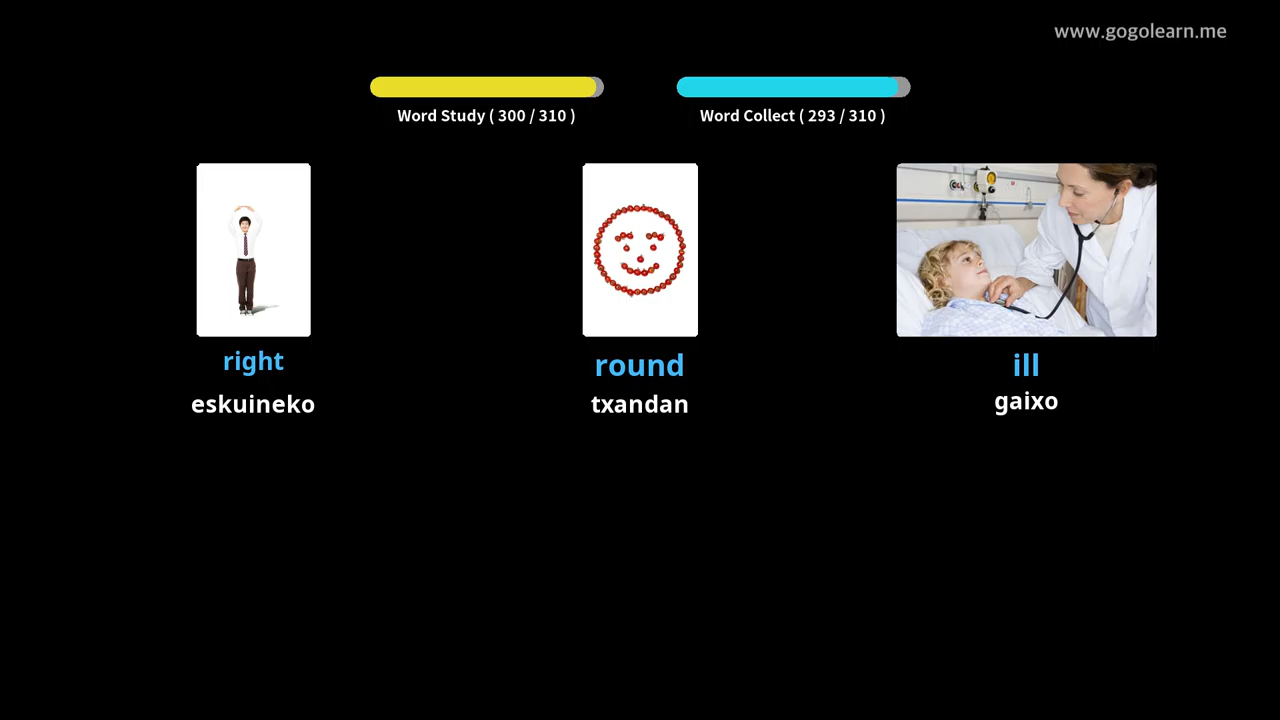 www.gogolearn.me
Word Study ( 300 / 310 )
Word Collect ( 293 / 310 )
right
round
ill
eskuineko
txandan
gaixo